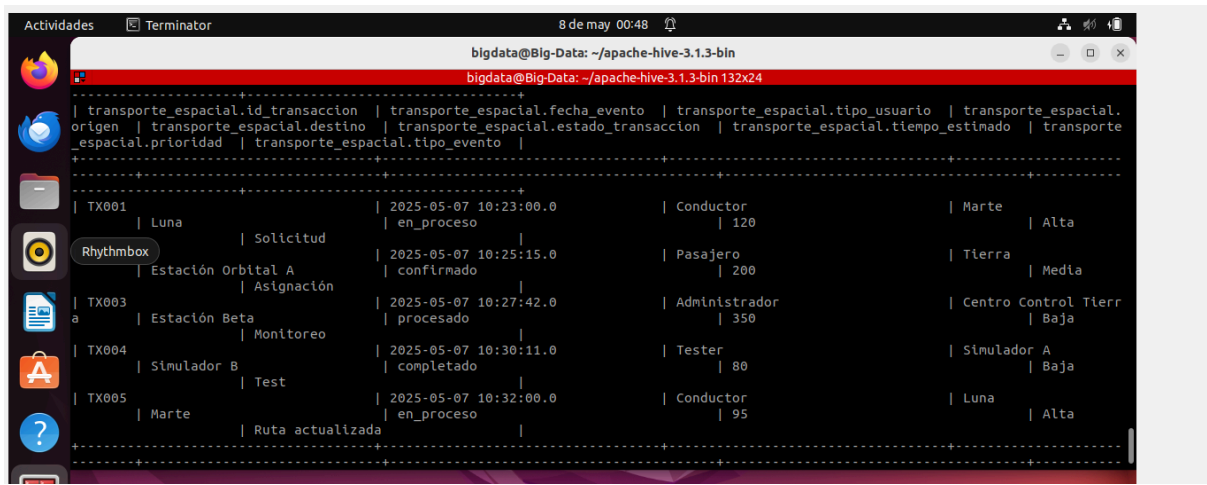 Actividades Terminator 8 de may 00:48
bigdata@Big-Data: ~/apache-hive-3.1.3-bin
bigdata@Big-Data: ~/apache-hive-3.1.3-bin 132x24
---------------------+----------------------------------+
| transporte_espacial.id_transaccion | transporte_espacial.fecha_evento | transporte_espacial.tipo_usuario | transporte_espacial.
origen | transporte_espacial.destino | transporte_espacial.estado_transaccion | transporte_espacial.tiempo_estimado | transporte
_espacial.prioridad | transporte_espacial.tipo_evento |
| TX001 | 2025-05-07 10:23:00.0 | Conductor | Marte
| Luna | en_proceso | 120 | Alta
| Solicitud |
Rhythmbox | 2025-05-07 10:25:15.0 | Pasajero | Tierra
| Estación Orbital A | confirmado | 200 | Media
| Asignación |
| TX003 | 2025-05-07 10:27:42.0 | Administrador | Centro Control Tierr
a | Estación Beta | procesado | 350 | Baja
| Monitoreo |
| TX004 | 2025-05-07 10:30:11.0 | Tester | Simulador A
| Simulador B | completado | 80 | Baja
| Test |
| TX005 | 2025-05-07 10:32:00.0 | Conductor | Luna
| Marte | en_proceso | 95 | Alta
| Ruta actualizada |